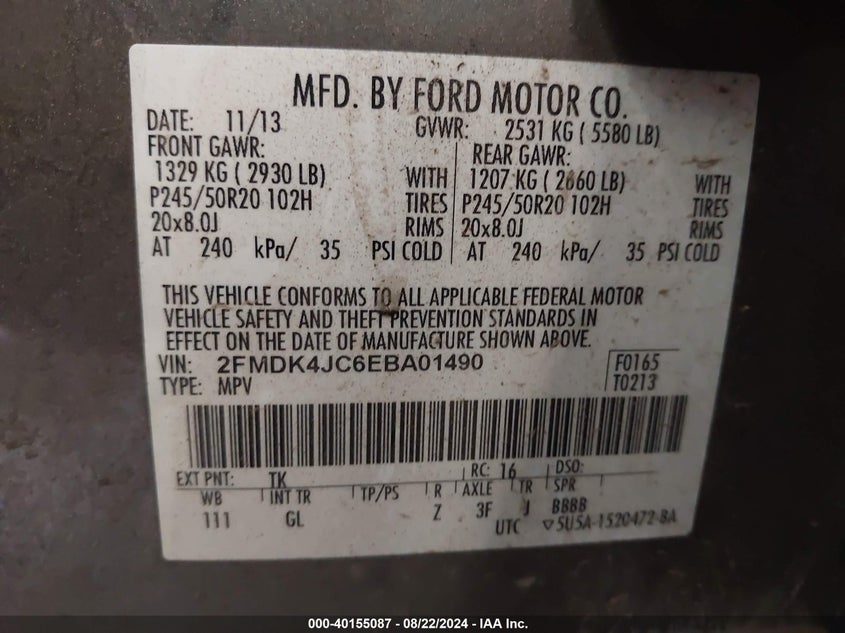 MFD. BY FORD MOTOR CO.
DATE: 11/13 GVWR: 2531 KG ( 5580 LB)
FRONT GAWR: REAR GAWR:
1329 KG ( 2930 LB) WITH 1207 KG ( 2660 LB) WITH
P245/50R20 102H TIRES P245/50R20 102H TIRES
20x8.0J RIMS 20x8.0J RIMS
AT 240 kPa/ 35 PSI COLD AT 240 kPa/ 35 PSI COLD
THIS VEHICLE CONFORMS TO ALL APPLICABLE FEDERAL MOTOR
VEHICLE SAFETY AND THEFT PREVENTION STANDARDS IN
EFFECT ON THE DATE OF MANUFACTURE SHOWN ABOVE.
VIN: 2FMDK4JC6EBA01490 F0165
TYPE: MPV T0213
EXT PNT: TK RC: 16 DSO:
WB INT TR TP/PS R AXLE TR SPR
111 GL Z 3F J BBBB
UTC ▽5U5A-1520472-BA
000-40155087 - 08/22/2024 - IAA Inc.